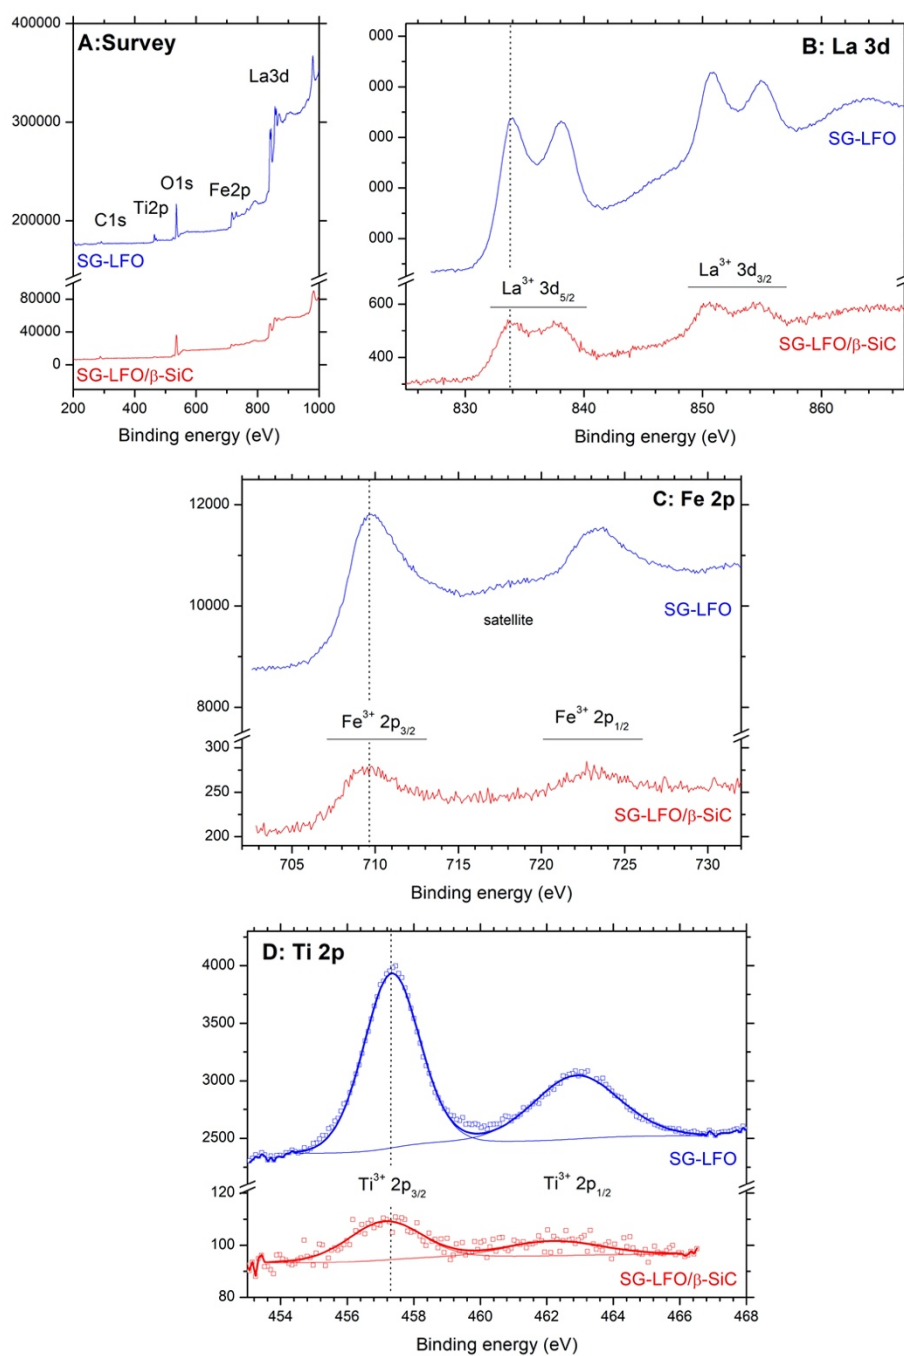 A:Survey
400000
300000
200000
100000
80000
40000
0
La3d
O1s
Fe2p
Ti2p
C1s
SG-LFO
SG-LFO/β-SiC
200 400 600 800 1000
Binding energy (eV)
B: La 3d
000
000
000
000
600
400
SG-LFO
La³⁺ 3d₅/₂
La³⁺ 3d₃/₂
SG-LFO/β-SiC
830 840 850 860
Binding energy (eV)
C: Fe 2p
12000
10000
8000
300
250
200
SG-LFO
satellite
Fe³⁺ 2p₃/₂
Fe³⁺ 2p₁/₂
SG-LFO/β-SiC
705 710 715 720 725 730
Binding energy (eV)
D: Ti 2p
4000
3500
3000
2500
120
100
80
SG-LFO
Ti³⁺ 2p₃/₂
Ti³⁺ 2p₁/₂
SG-LFO/β-SiC
454 456 458 460 462 464 466 468
Binding energy (eV)